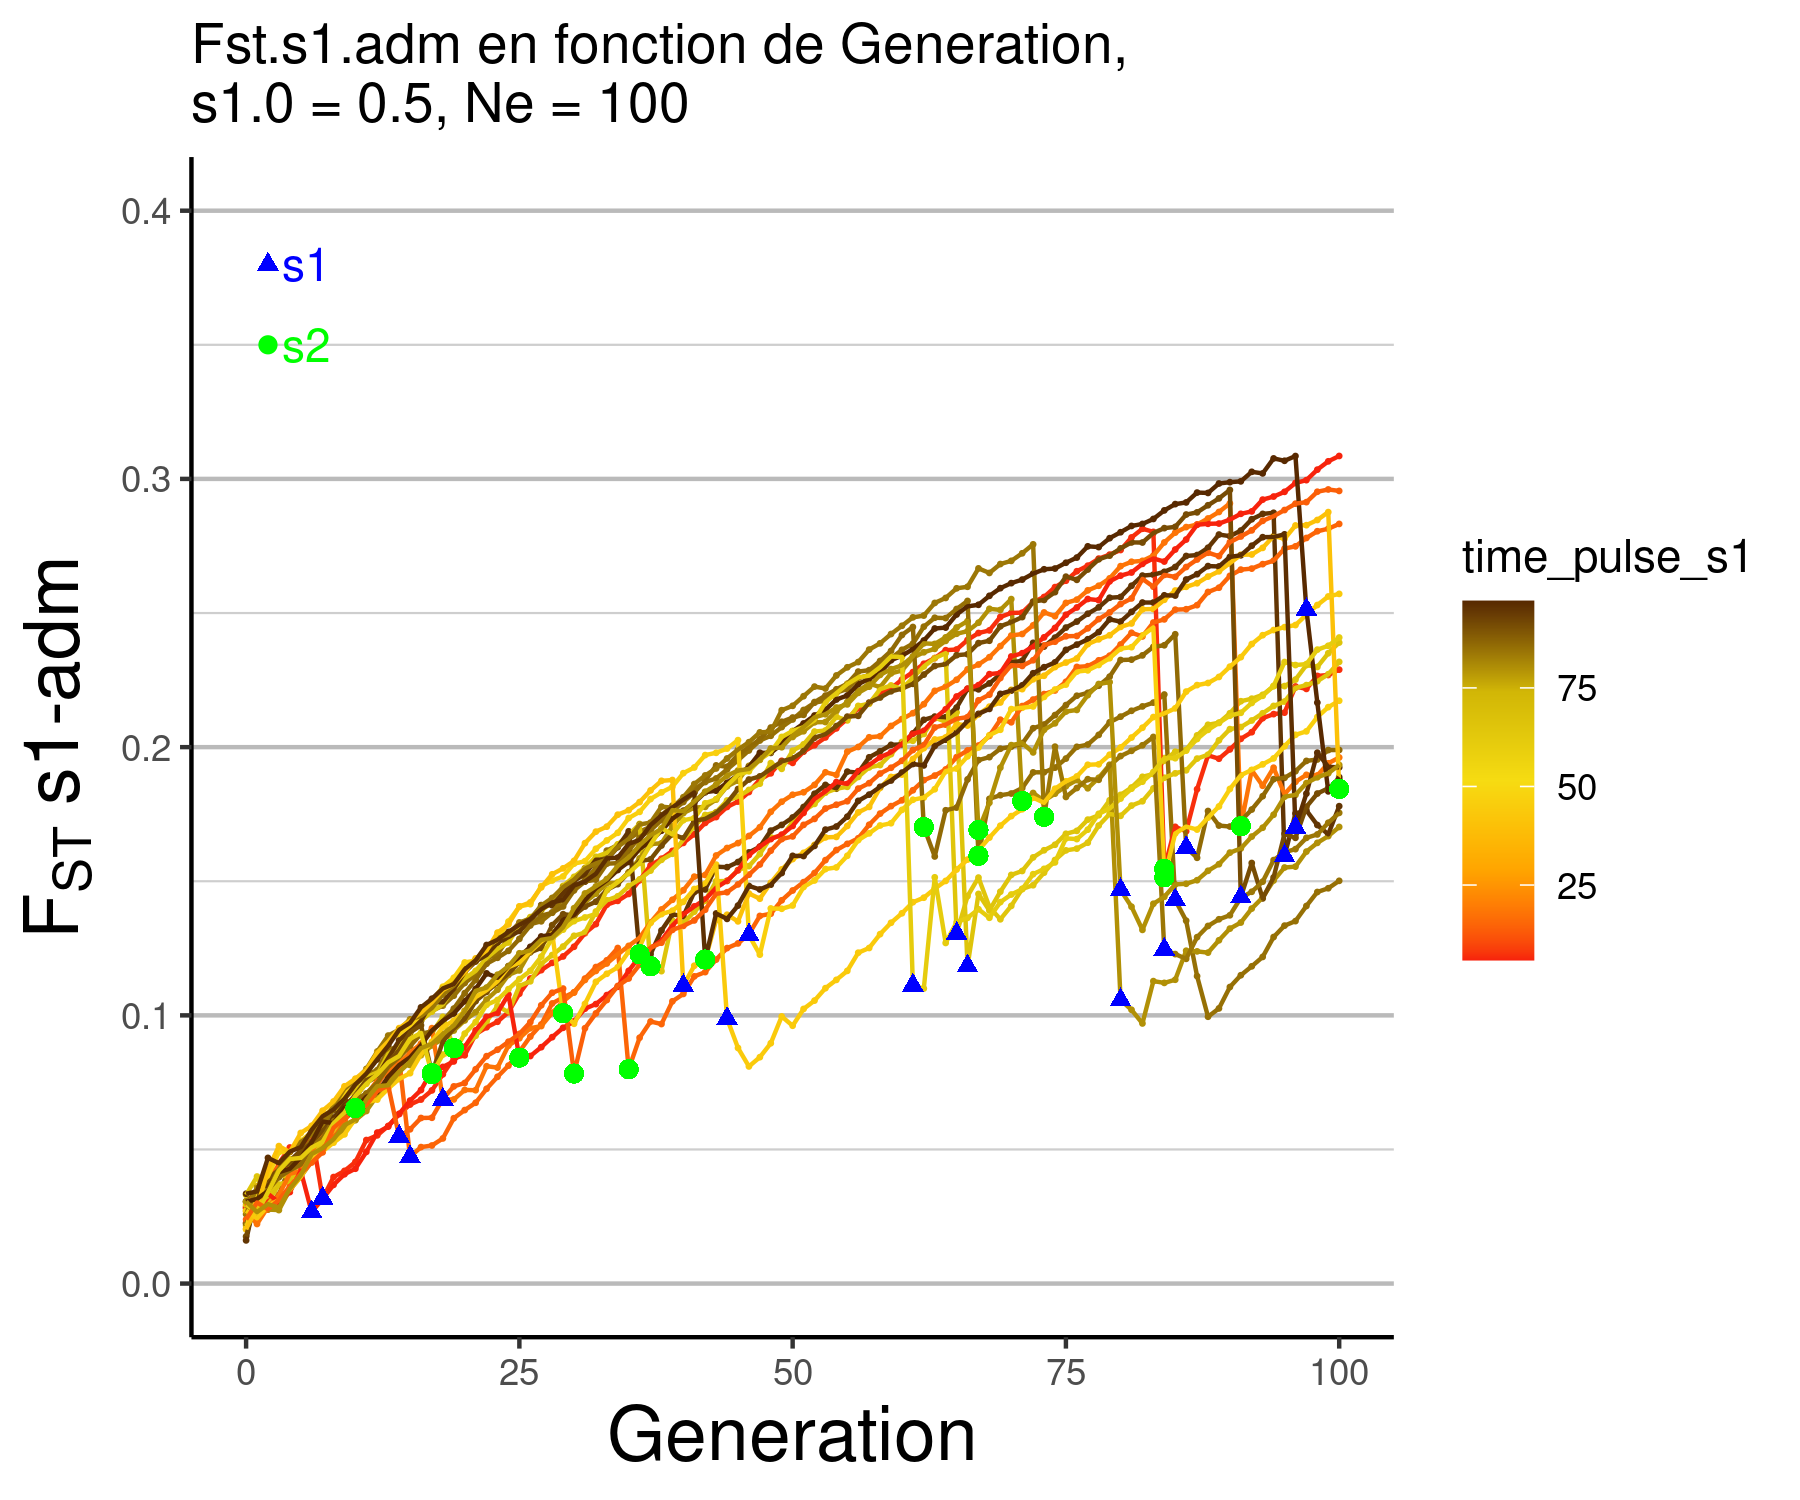 Fst.s1.adm en fonction de Generation,
s1.0 = 0.5, Ne = 100
0.4
0.3
0.2
0.1
0.0
s1
s2
FST s1-adm
0
25
50
75
100
Generation
time_pulse_s1
75
50
25